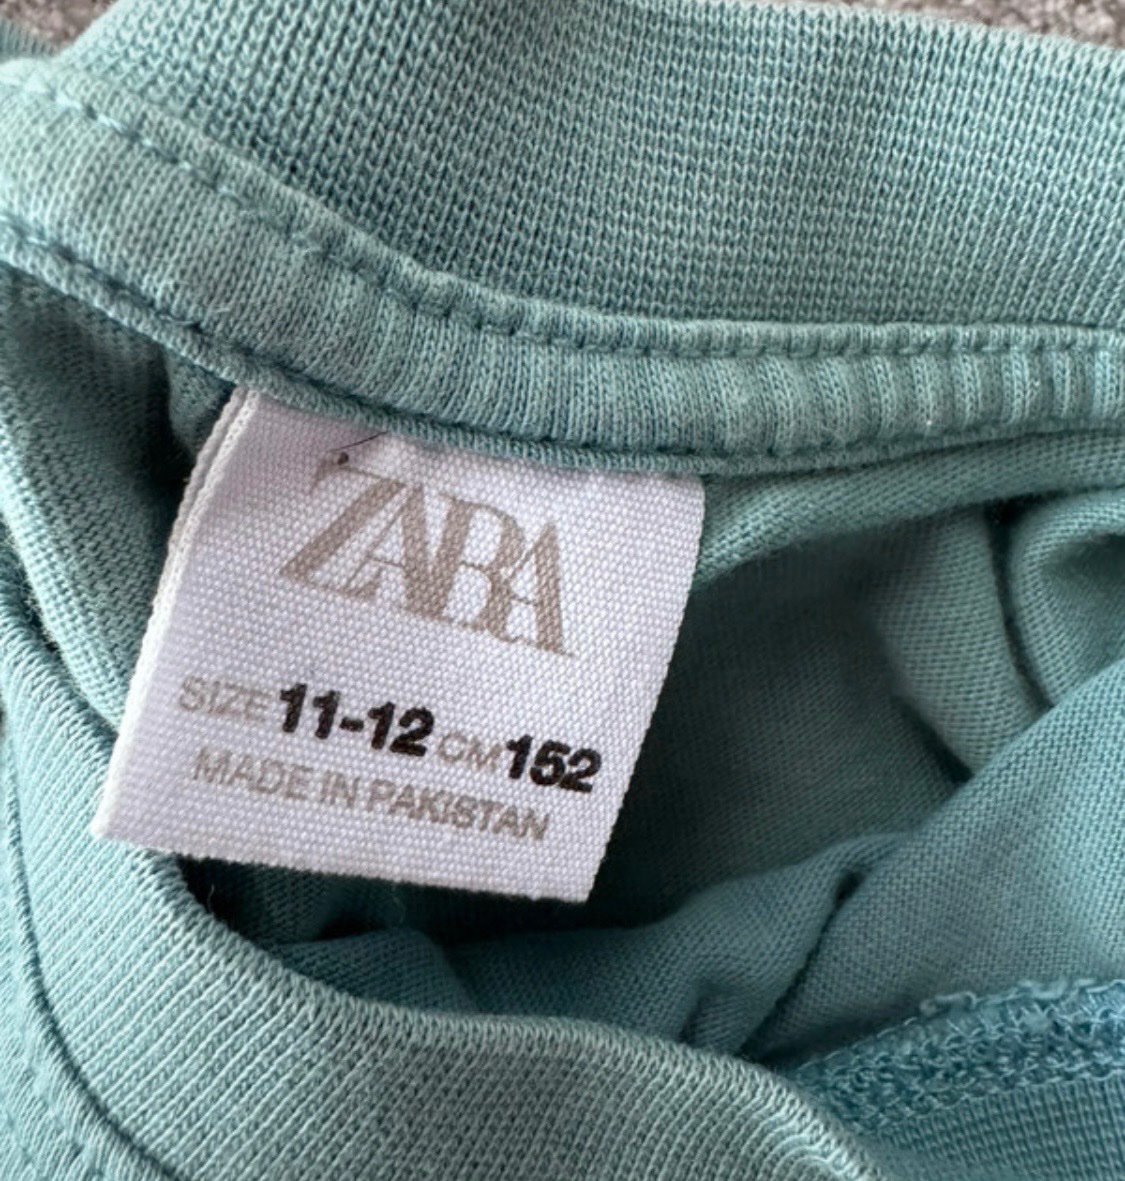 ZARA
SIZE 11-12 CM 152
MADE IN PAKISTAN